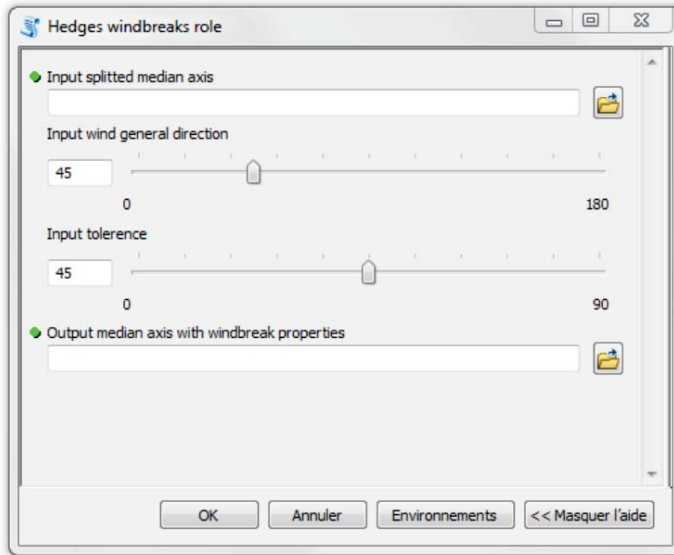 Hedges windbreaks role
Input splitted median axis
Input wind general direction
45
0 180
Input tolerence
45
0 90
Output median axis with windbreak properties
OK Annuler Environnements << Masquer l'aide